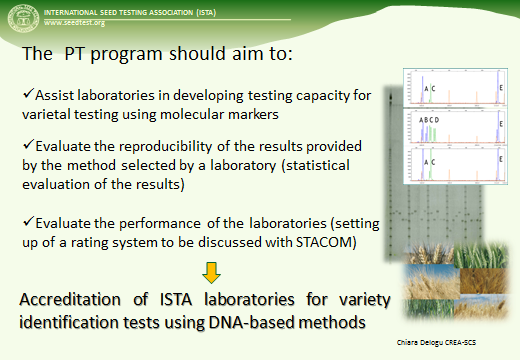 INTERNATIONAL SEED TESTING ASSOCIATION (ISTA)
www.seedtest.org
The PT program should aim to:
✓Assist laboratories in developing testing capacity for
varietal testing using molecular markers
✓Evaluate the reproducibility of the results provided
by the method selected by a laboratory (statistical
evaluation of the results)
✓Evaluate the performance of the laboratories (setting
up of a rating system to be discussed with STACOM)
Accreditation of ISTA laboratories for variety
identification tests using DNA-based methods
A C E
A B C D E
A C E
Chiara Delogu CREA-SCS